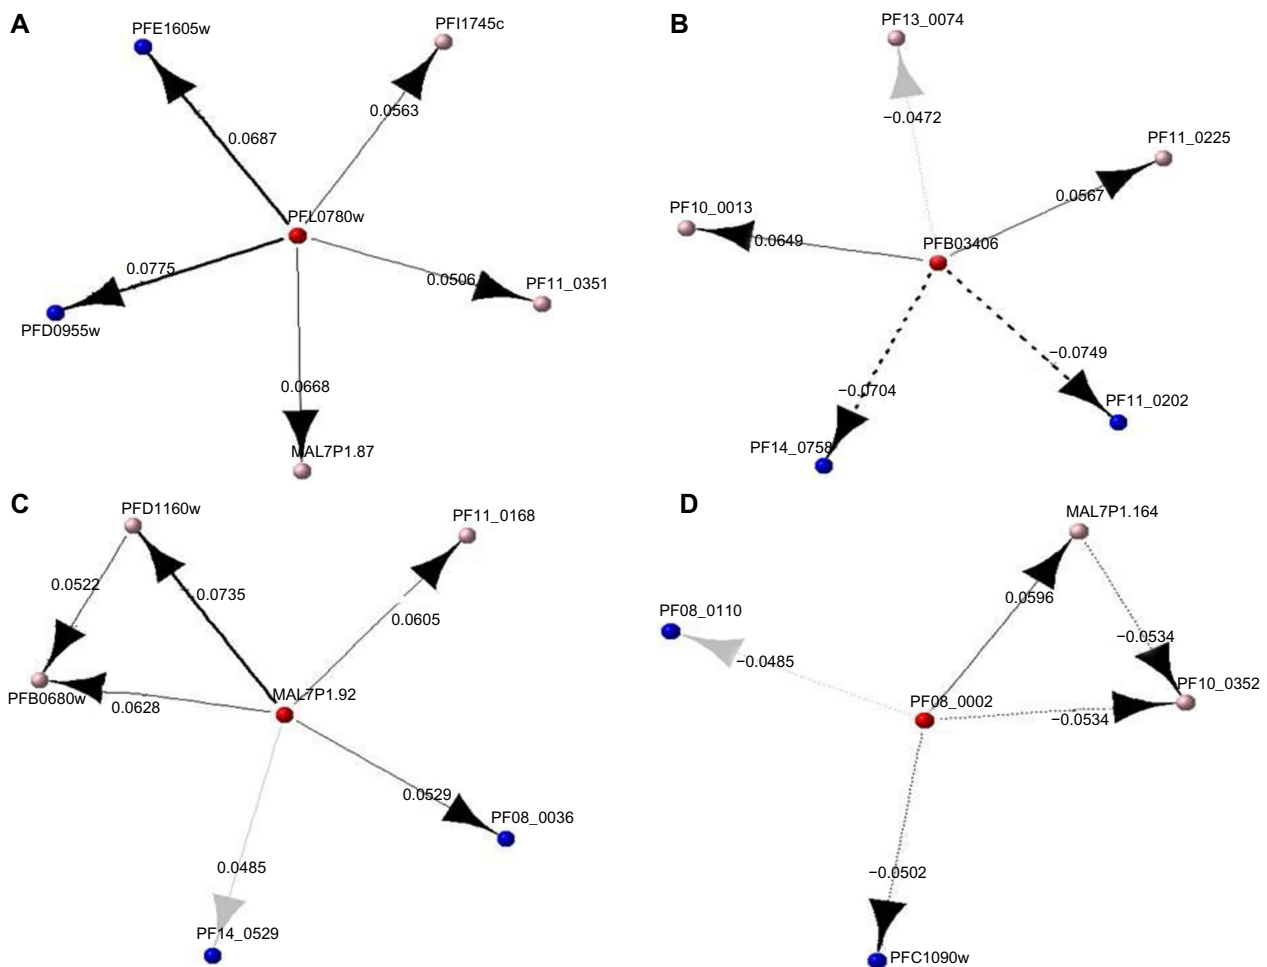 A
PFE1605w
PFI1745c
0.0687
0.0563
PFL0780w
0.0775
0.0506
PF11_0351
PFD0955w
0.0668
MAL7P1.87
B
PF13_0074
−0.0472
PF11_0225
PF10_0013
0.0567
0.0649
PFB03406
−0.0749
−0.0704
PF11_0202
PF14_0758
C
PFD1160w
PF11_0168
0.0522
0.0735
0.0605
PFB0680w
0.0628
MAL7P1.92
0.0529
PF08_0036
0.0485
PF14_0529
D
MAL7P1.164
0.0596
PF08_0110
−0.0534
−0.0485
PF10_0352
PF08_0002
−0.0534
−0.0502
PFC1090w